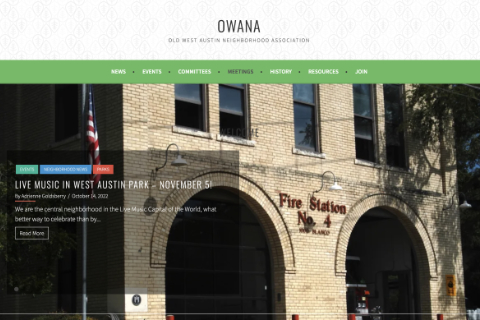 OWANA
OLD WEST AUSTIN NEIGHBORHOOD ASSOCIATION
NEWS • EVENTS • COMMITTEES • MEETINGS • HISTORY • RESOURCES • JOIN
EVENTS NEIGHBORHOOD NEWS PARKS
LIVE MUSIC IN WEST AUSTIN PARK – NOVEMBER 5!
By Adrienne Goldsberry / October 24, 2022
We are the central neighborhood in the Live Music Capital of the World, what
better way to celebrate than by...
Read More
Fire Station
No. 4